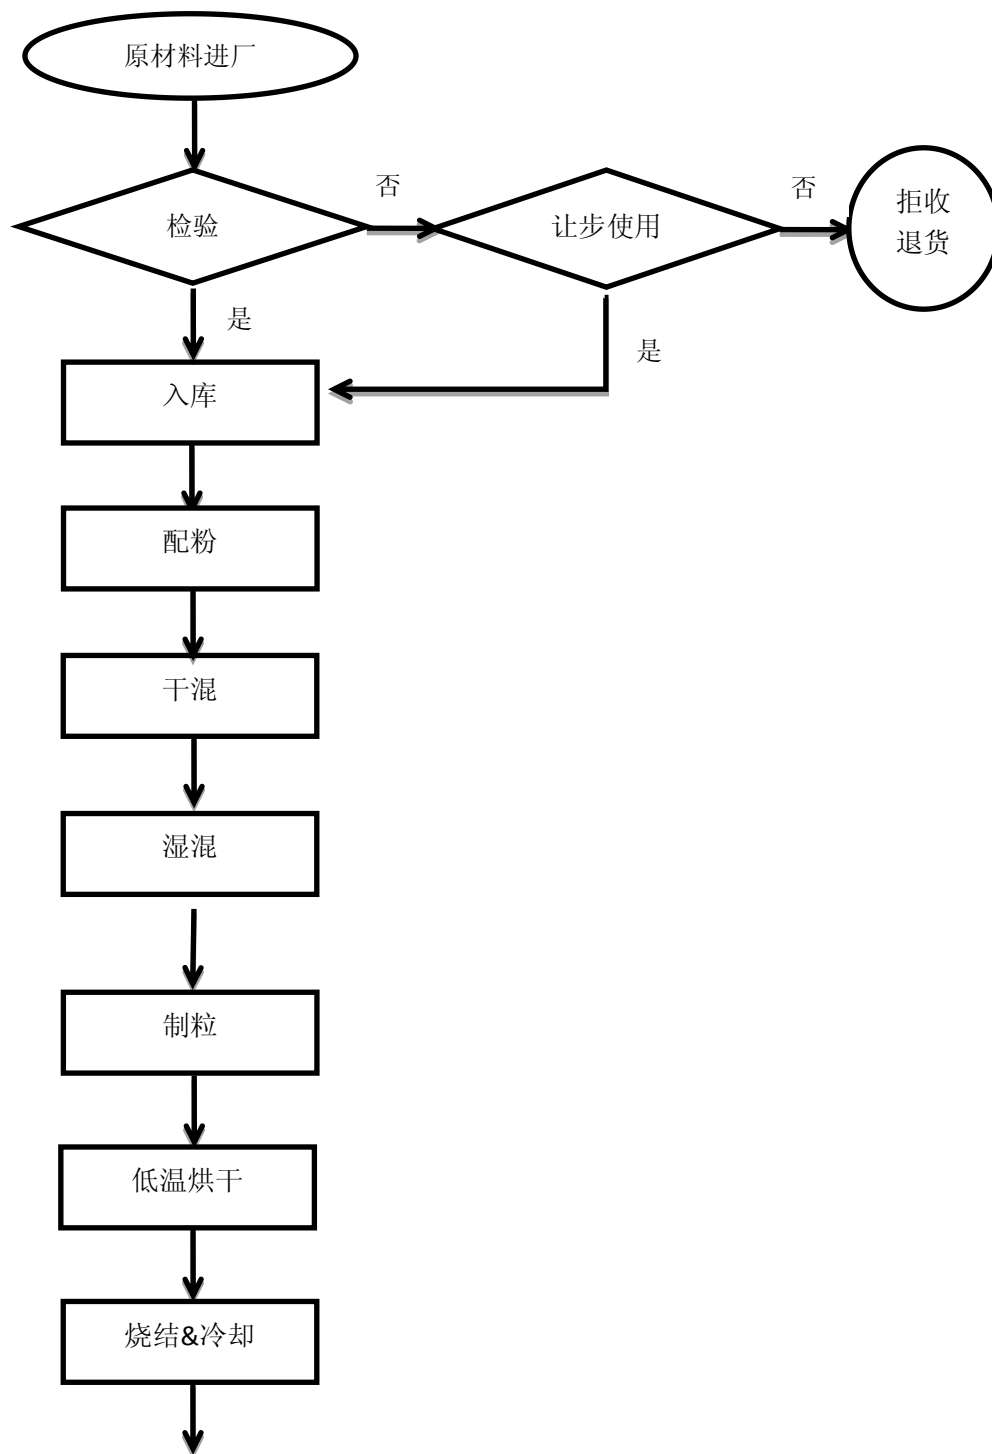 原材料进厂
检验
否
让步使用
否
拒收
退货
是
是
入库
配粉
干混
湿混
制粒
低温烘干
烧结&冷却